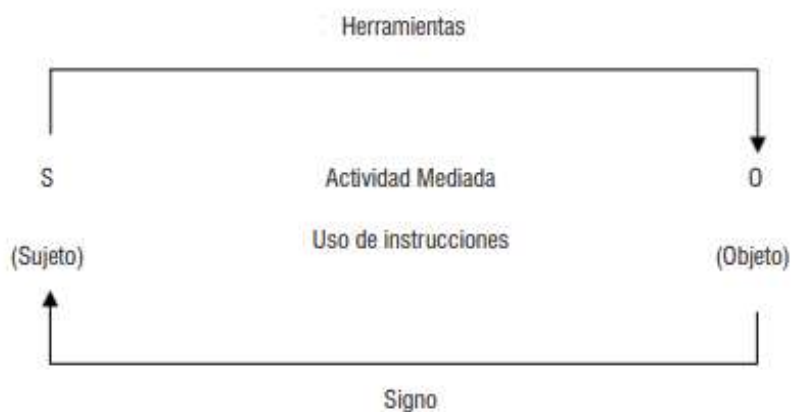 Herramientas
S Actividad Mediada O
Uso de instrucciones
(Sujeto) (Objeto)
Signo